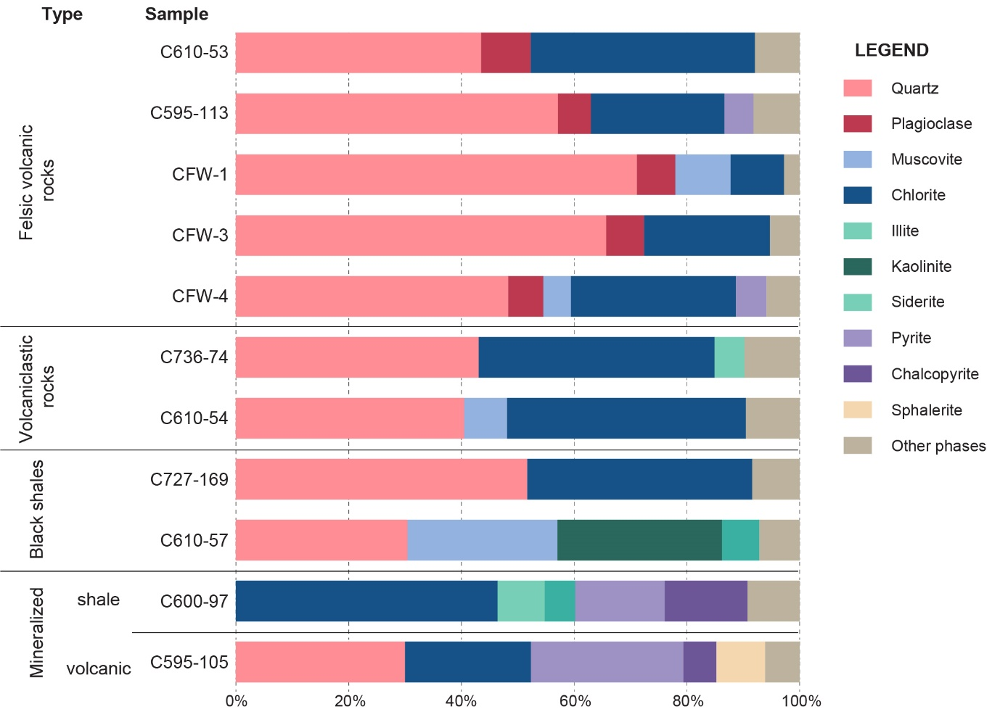 Type
Sample
Felsic volcanic
rocks
C610-53
C595-113
CFW-1
CFW-3
CFW-4
Volcaniclastic
rocks
C736-74
C610-54
Black shales
C727-169
C610-57
Mineralized
shale
C600-97
volcanic
C595-105
0%
20%
40%
60%
80%
100%
LEGEND
Quartz
Plagioclase
Muscovite
Chlorite
Illite
Kaolinite
Siderite
Pyrite
Chalcopyrite
Sphalerite
Other phases